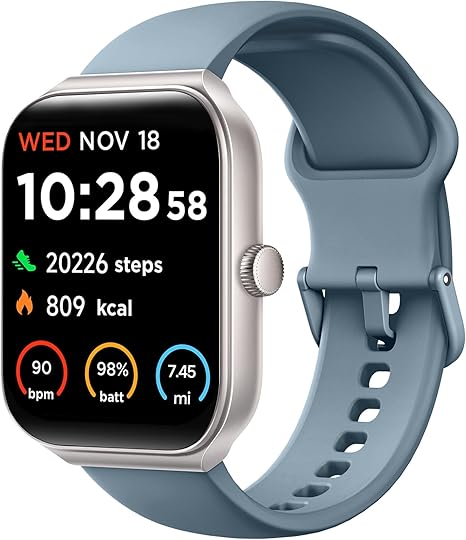 WED NOV 18
10:28 58
20226 steps
809 kcal
90
bpm
98%
batt
7.45
mi